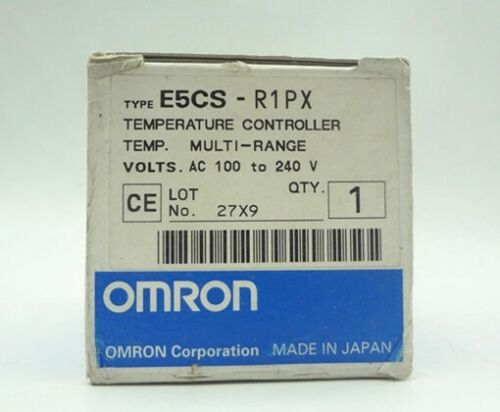 TYPE E5CS - R1PX
TEMPERATURE CONTROLLER
TEMP. MULTI-RANGE
VOLTS. AC 100 to 240 V
CE LOT No. 27X9 QTY. 1
OMRON
OMRON Corporation MADE IN JAPAN